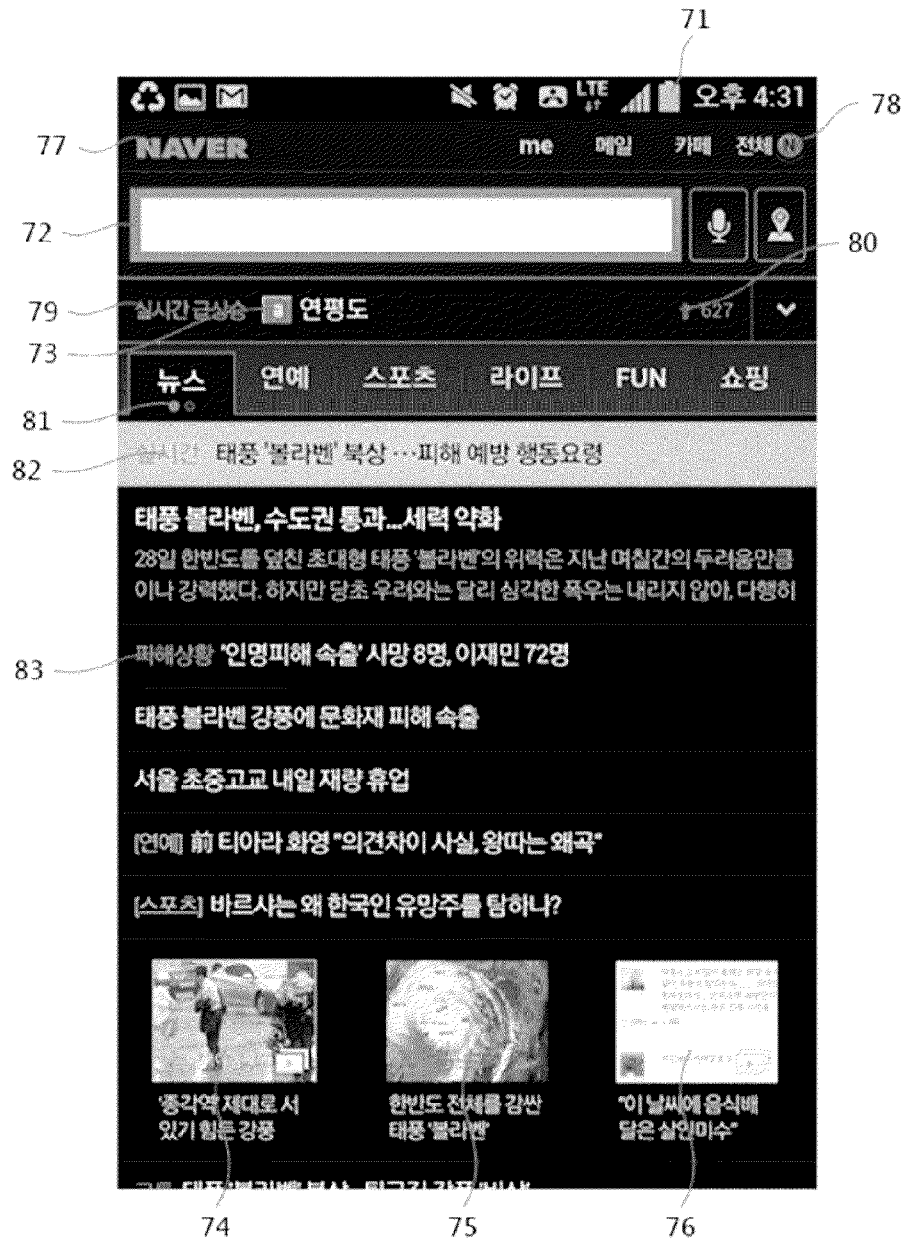 71
LTE 오후 4:31
78
77
NAVER me 메일 카페 전체 N
72
80
79
실시간 급상승 연평도 627
73
뉴스 연예 스포츠 라이프 FUN 쇼핑
81
82
실시간 태풍 '볼라벤' 북상 …피해 예방 행동요령
태풍 볼라벤, 수도권 통과...세력 약화
28일 한반도를 덮친 초대형 태풍 '볼라벤'의 위력은 지난 며칠간의 두려움만큼
이나 강력했다. 하지만 당초 우려와는 달리 심각한 폭우는 내리지 않아, 다행히
83
피해상황 '인명피해 속출' 사망 8명, 이재민 72명
태풍 볼라벤 강풍에 문화재 피해 속출
서울 초중고교 내일 재량 휴업
[연예] 前 티아라 화영 "의견차이 사실, 왕따는 왜곡"
[스포츠] 바르샤는 왜 한국인 유망주를 탐하나?
'종각역' 제대로 서
있기 힘든 강풍
한반도 전체를 감싼
태풍 '볼라벤'
"이 날씨에 음식배
달은 살인미수"
74
75
76